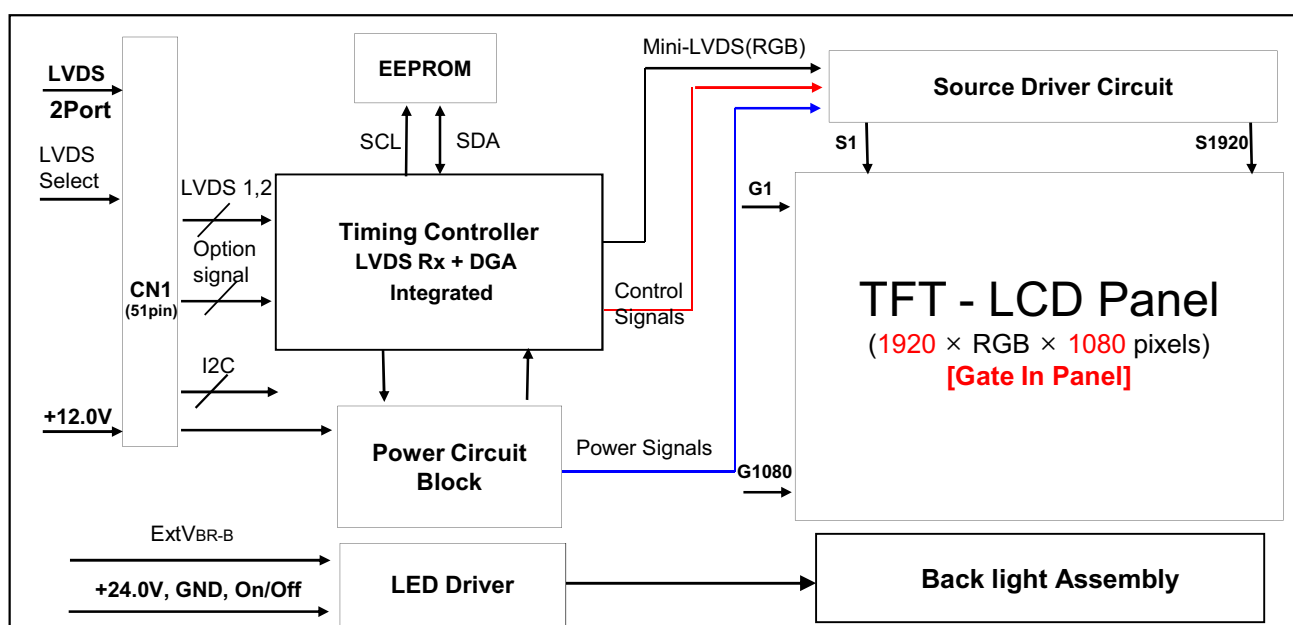 LVDS
2Port
LVDS
Select
CN1
(51pin)
+12.0V
EEPROM
SCL
SDA
LVDS 1,2
Option
signal
I2C
Timing Controller
LVDS Rx + DGA
Integrated
Mini-LVDS(RGB)
Control
Signals
Power Circuit
Block
Power Signals
Source Driver Circuit
S1
S1920
G1
G1080
TFT - LCD Panel
(1920 × RGB × 1080 pixels)
[Gate In Panel]
ExtVBR-B
+24.0V, GND, On/Off
LED Driver
Back light Assembly